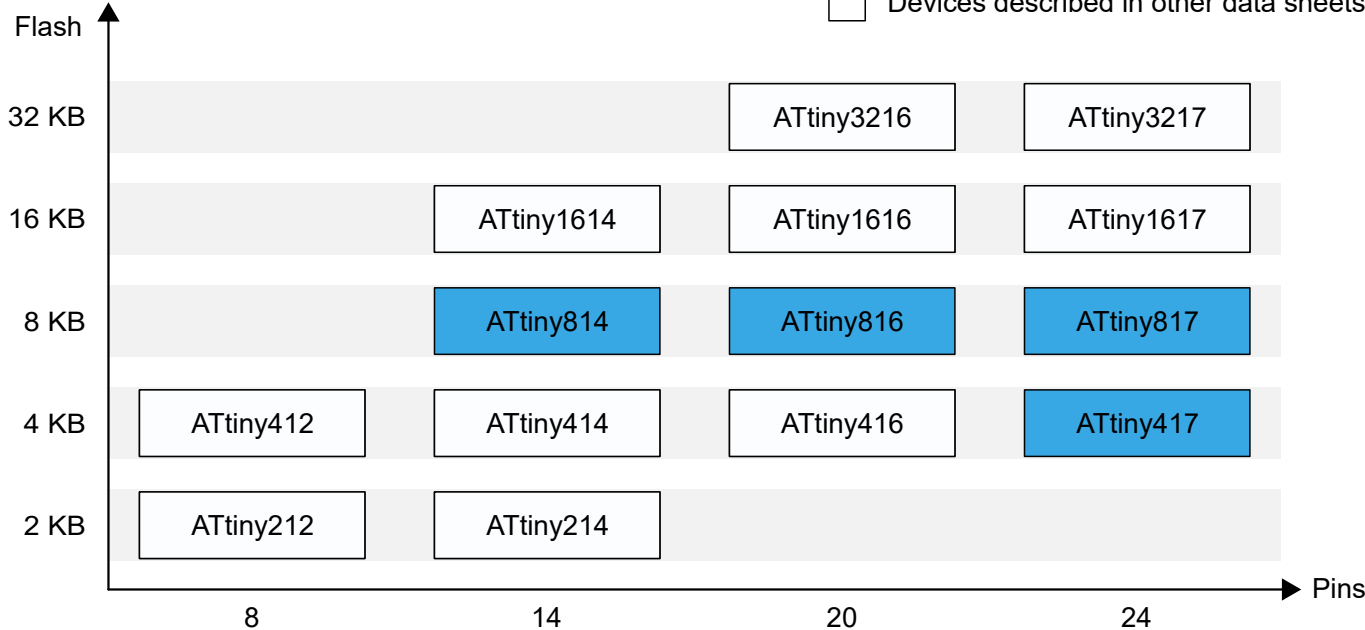 Devices described in other data sheets
Flash
32 KB ATtiny3216 ATtiny3217
16 KB ATtiny1614 ATtiny1616 ATtiny1617
8 KB ATtiny814 ATtiny816 ATtiny817
4 KB ATtiny412 ATtiny414 ATtiny416 ATtiny417
2 KB ATtiny212 ATtiny214
Pins
8 14 20 24